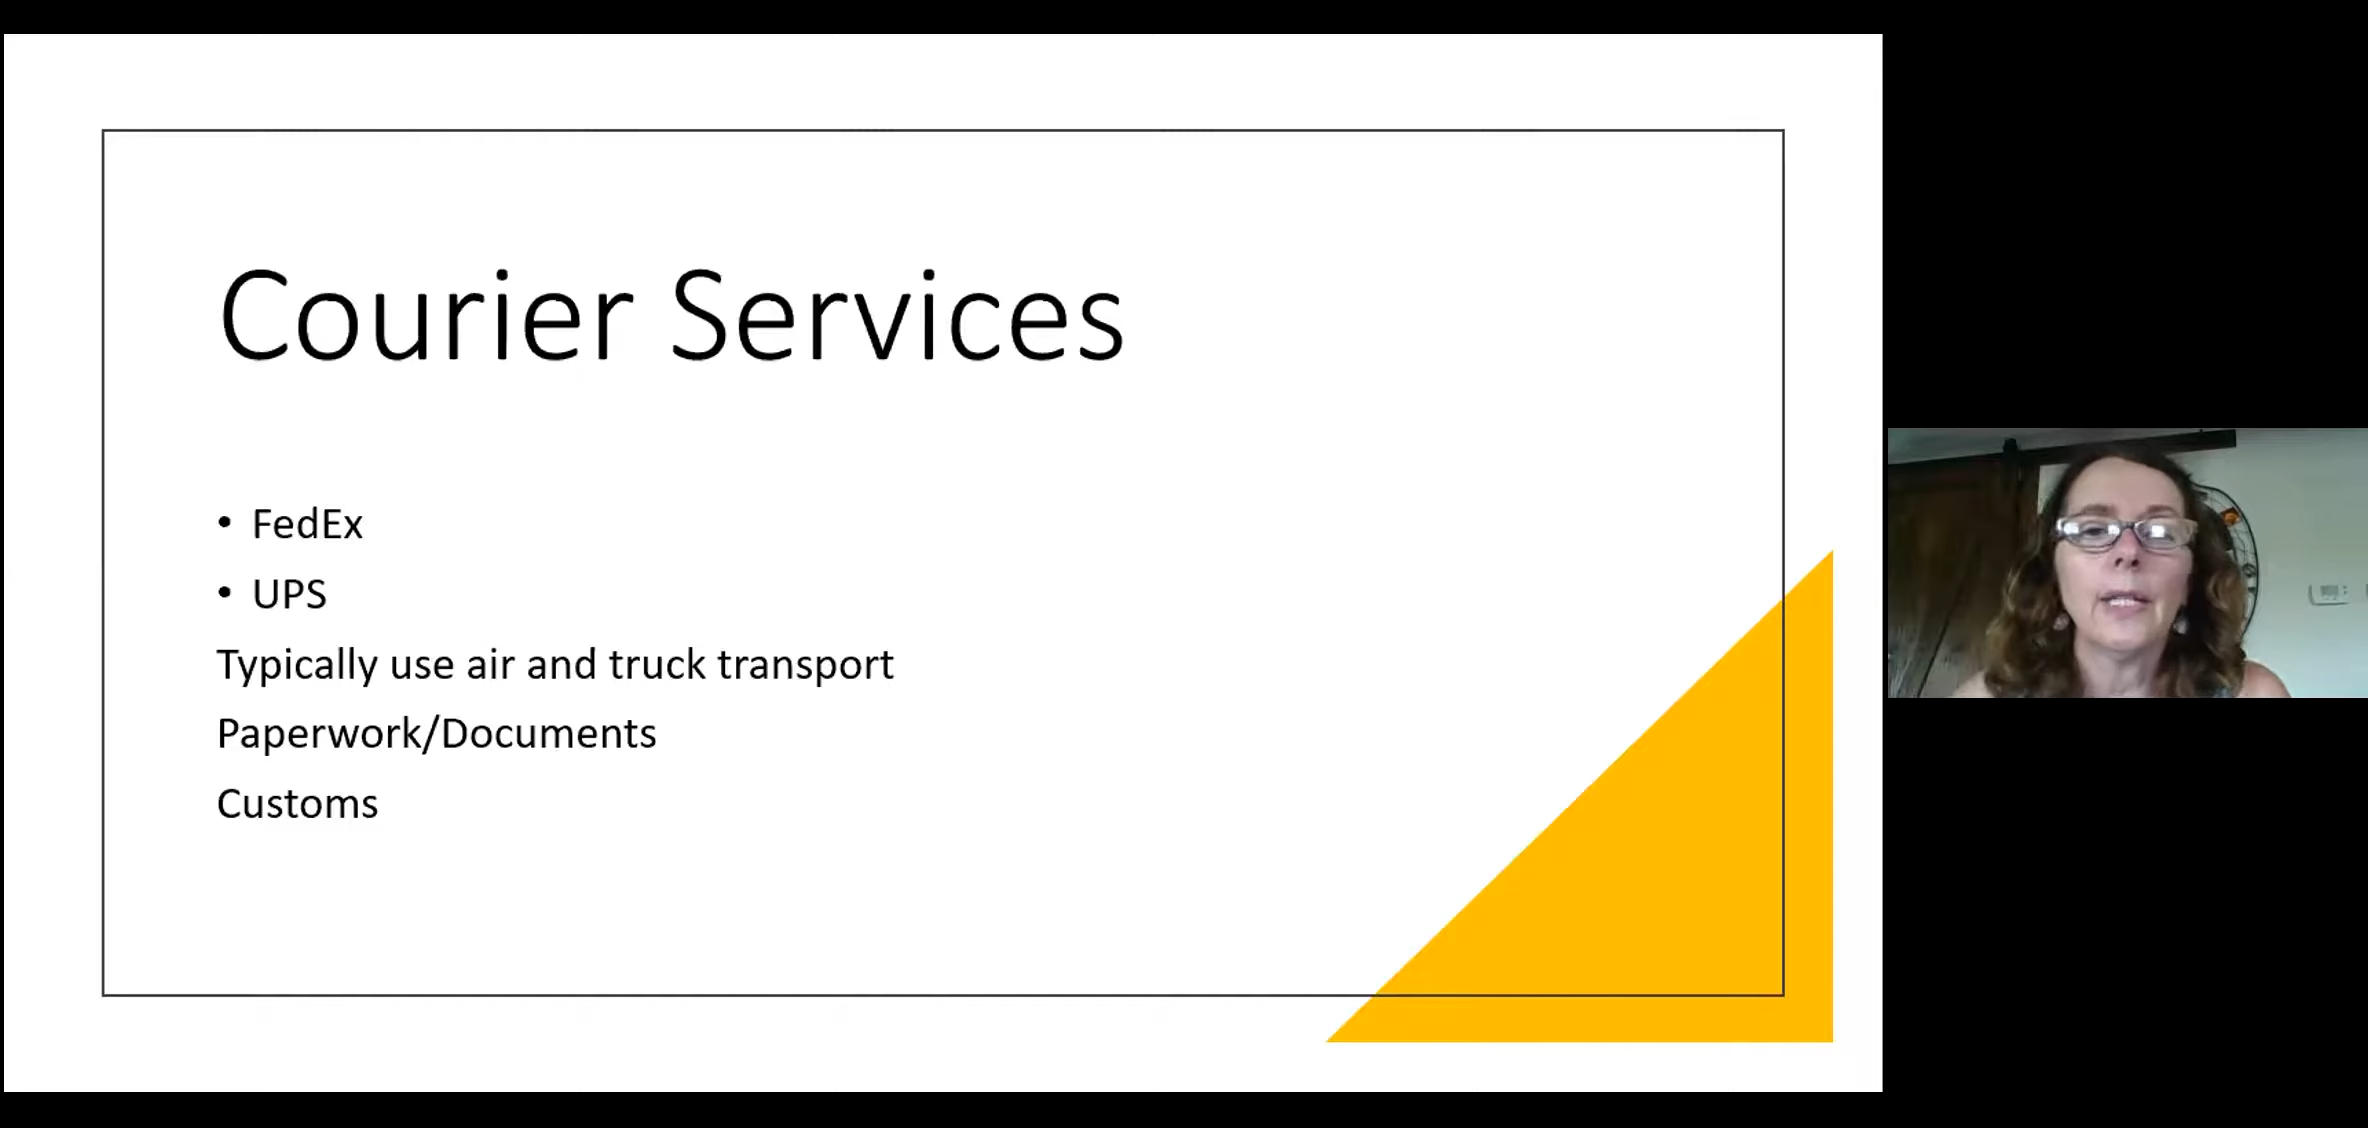 Courier Services
• FedEx
• UPS
Typically use air and truck transport
Paperwork/Documents
Customs